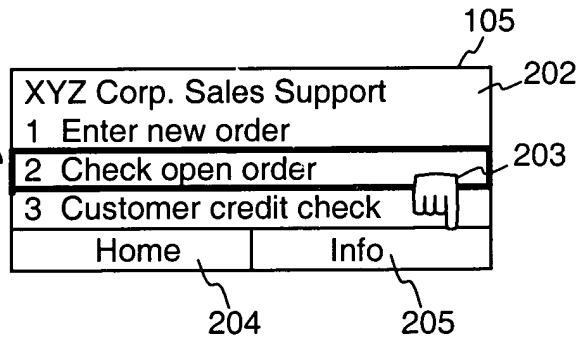 105
202
XYZ Corp. Sales Support
1 Enter new order
2 Check open order
203
3 Customer credit check
Home Info
204 205